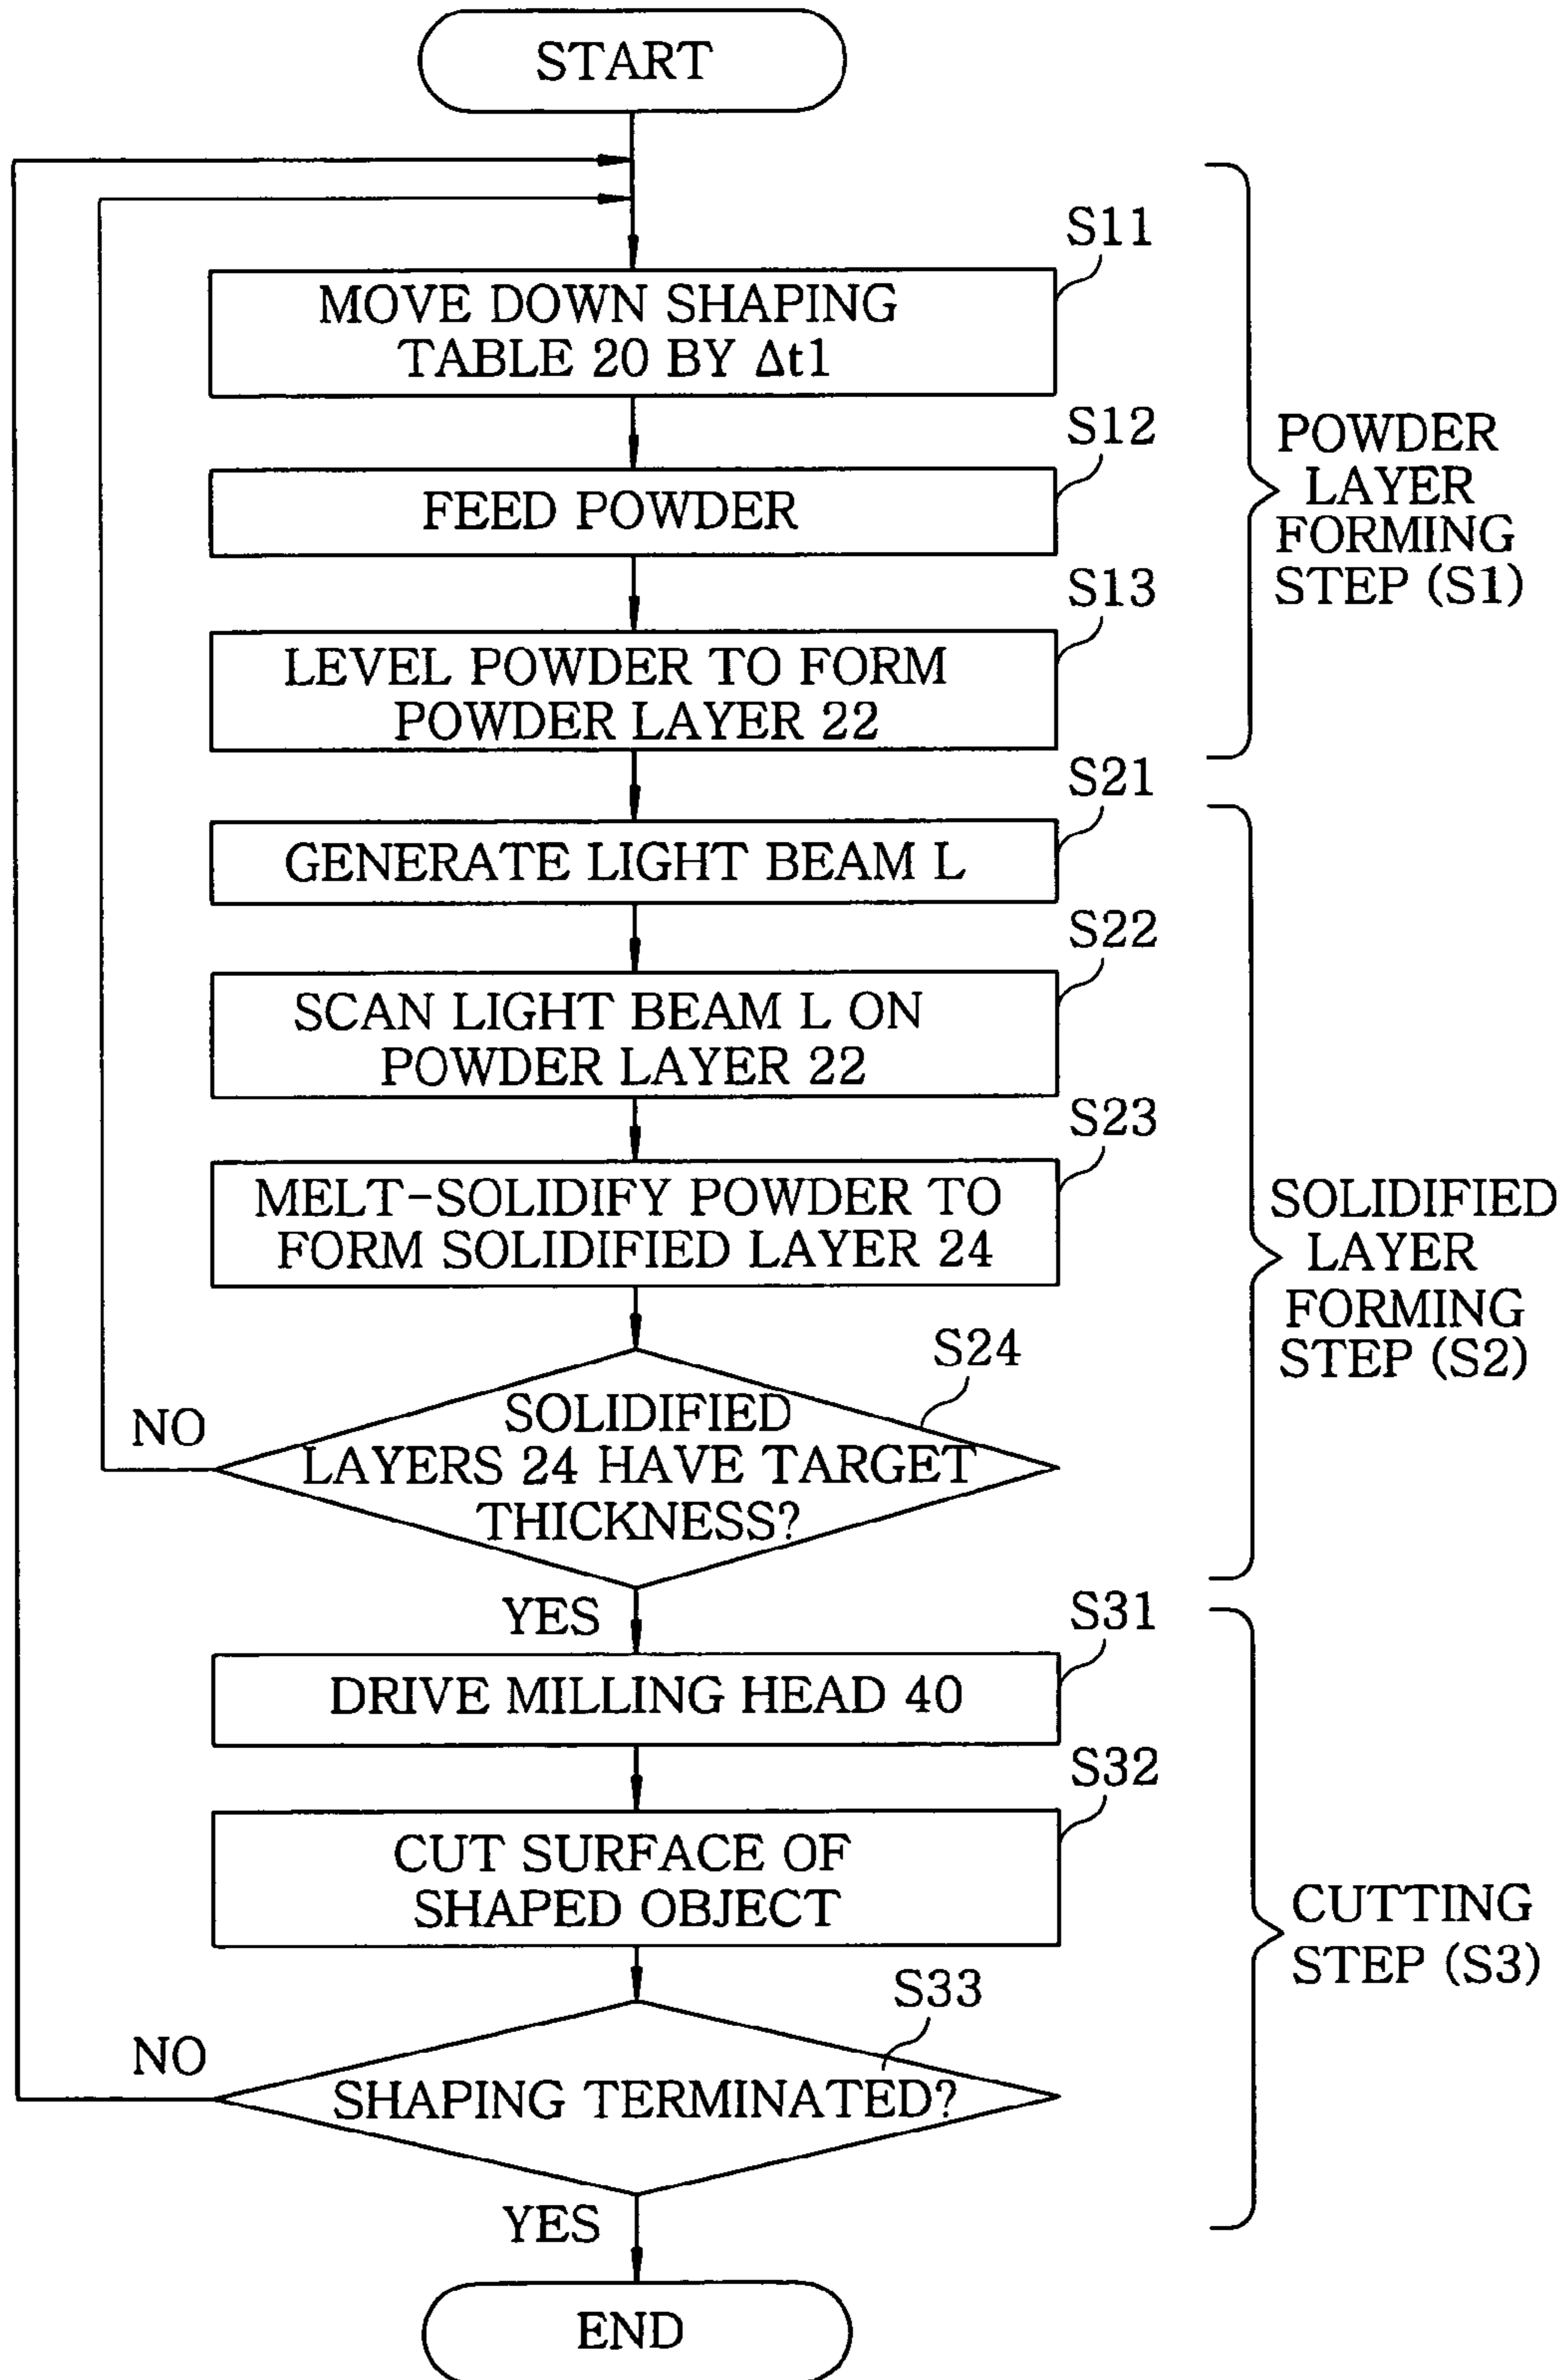 START
S11
MOVE DOWN SHAPING
TABLE 20 BY Δt1
S12
FEED POWDER
S13
LEVEL POWDER TO FORM
POWDER LAYER 22
POWDER
LAYER
FORMING
STEP (S1)
S21
GENERATE LIGHT BEAM L
S22
SCAN LIGHT BEAM L ON
POWDER LAYER 22
S23
MELT-SOLIDIFY POWDER TO
FORM SOLIDIFIED LAYER 24
S24
SOLIDIFIED
LAYERS 24 HAVE TARGET
THICKNESS?
NO
YES
SOLIDIFIED
LAYER
FORMING
STEP (S2)
S31
DRIVE MILLING HEAD 40
S32
CUT SURFACE OF
SHAPED OBJECT
S33
SHAPING TERMINATED?
NO
YES
CUTTING
STEP (S3)
END